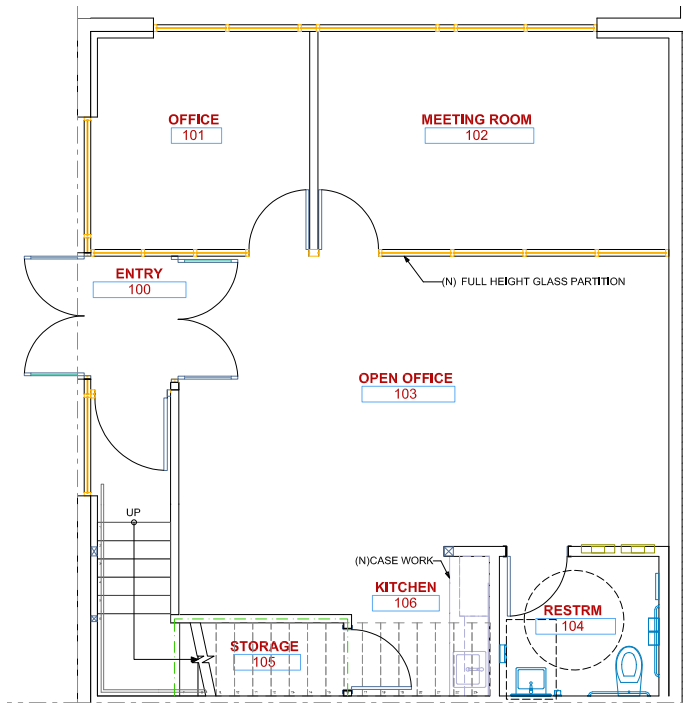 OFFICE
101
MEETING ROOM
102
ENTRY
100
(N) FULL HEIGHT GLASS PARTITION
OPEN OFFICE
103
UP
(N)CASE WORK
KITCHEN
106
RESTRM
104
STORAGE
105